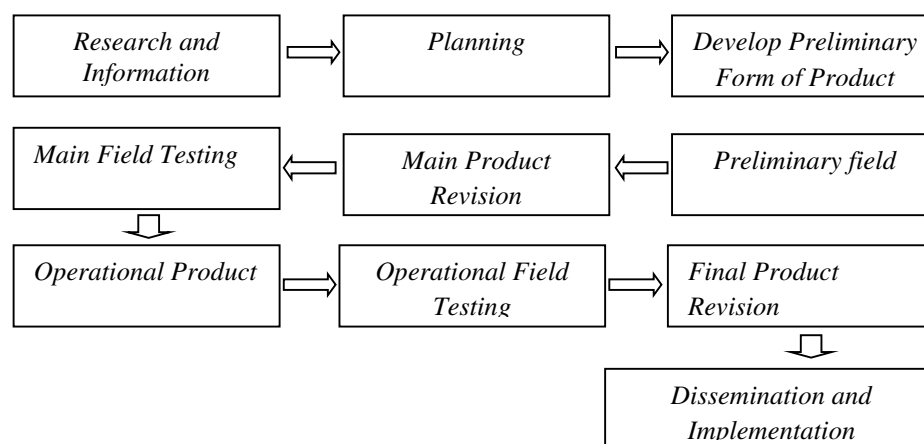 Research and
Information
Planning
Develop Preliminary
Form of Product
Main Field Testing
Main Product
Revision
Preliminary field
Operational Product
Operational Field
Testing
Final Product
Revision
Dissemination and
Implementation